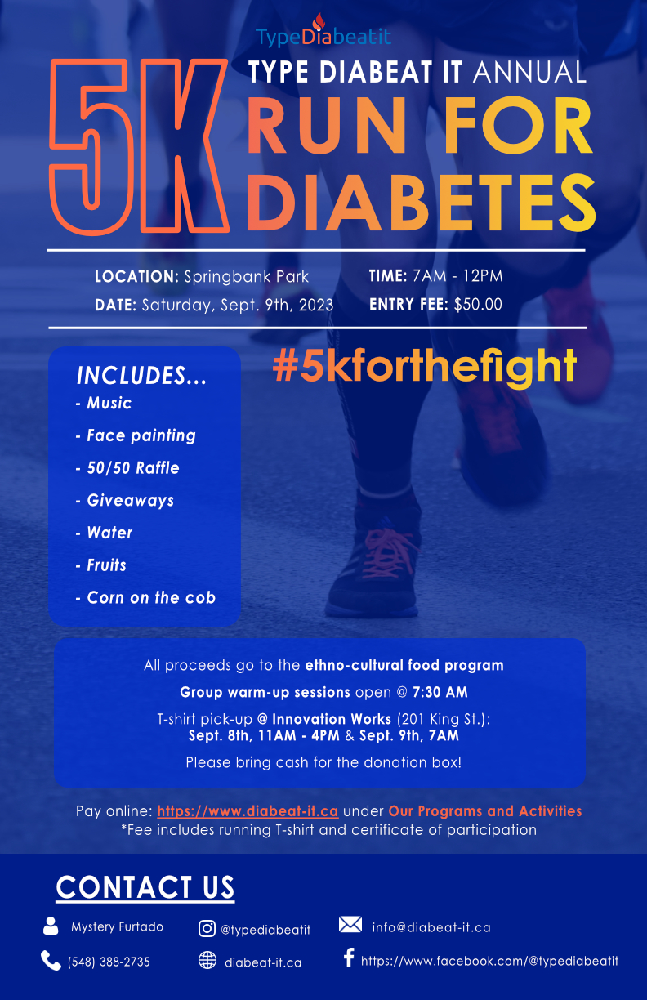 TypeDiabeat·it
5K
TYPE DIABEAT IT ANNUAL
RUN FOR
DIABETES
LOCATION: Springbank Park
DATE: Saturday, Sept. 9th, 2023
TIME: 7AM - 12PM
ENTRY FEE: $50.00
#5kforthefight
INCLUDES...
- Music
- Face painting
- 50/50 Raffle
- Giveaways
- Water
- Fruits
- Corn on the cob
All proceeds go to the ethno-cultural food program
Group warm-up sessions open @ 7:30 AM
T-shirt pick-up @ Innovation Works (201 King St.):
Sept. 8th, 11AM - 4PM & Sept. 9th, 7AM
Please bring cash for the donation box!
Pay online: https://www.diabeat-it.ca under Our Programs and Activities
*Fee includes running T-shirt and certificate of participation
CONTACT US
Mystery Furtado
(548) 388-2735
@typediabeatit
diabeat-it.ca
info@diabeat-it.ca
https://www.facebook.com/@typediabeatit